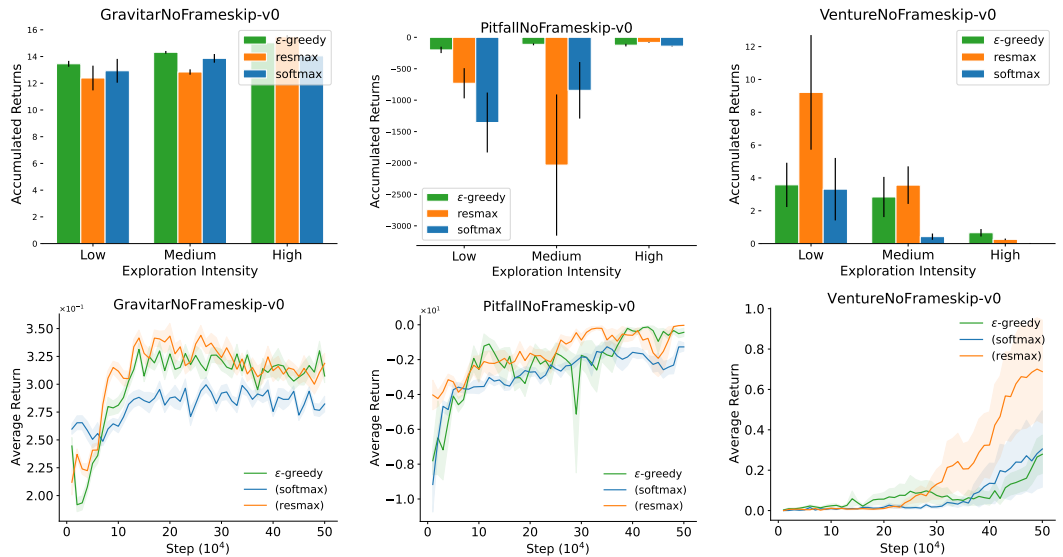 GravitarNoFrameskip-v0
Accumulated Returns
16
14
12
10
8
6
4
2
0
ε-greedy
resmax
softmax
Low
Medium
High
Exploration Intensity
PitfallNoFrameskip-v0
Accumulated Returns
0
−500
−1000
−1500
−2000
−2500
−3000
ε-greedy
resmax
softmax
Low
Medium
High
Exploration Intensity
VentureNoFrameskip-v0
Accumulated Returns
12
10
8
6
4
2
0
ε-greedy
resmax
softmax
Low
Medium
High
Exploration Intensity
GravitarNoFrameskip-v0
×10⁻¹
Average Return
3.50
3.25
3.00
2.75
2.50
2.25
2.00
ε-greedy
(softmax)
(resmax)
0 10 20 30 40 50
Step (10⁴)
PitfallNoFrameskip-v0
×10¹
Average Return
0.0
−0.2
−0.4
−0.6
−0.8
−1.0
ε-greedy
(softmax)
(resmax)
0 10 20 30 40 50
Step (10⁴)
VentureNoFrameskip-v0
Average Return
1.0
0.8
0.6
0.4
0.2
0.0
ε-greedy
(softmax)
(resmax)
0 10 20 30 40 50
Step (10⁴)